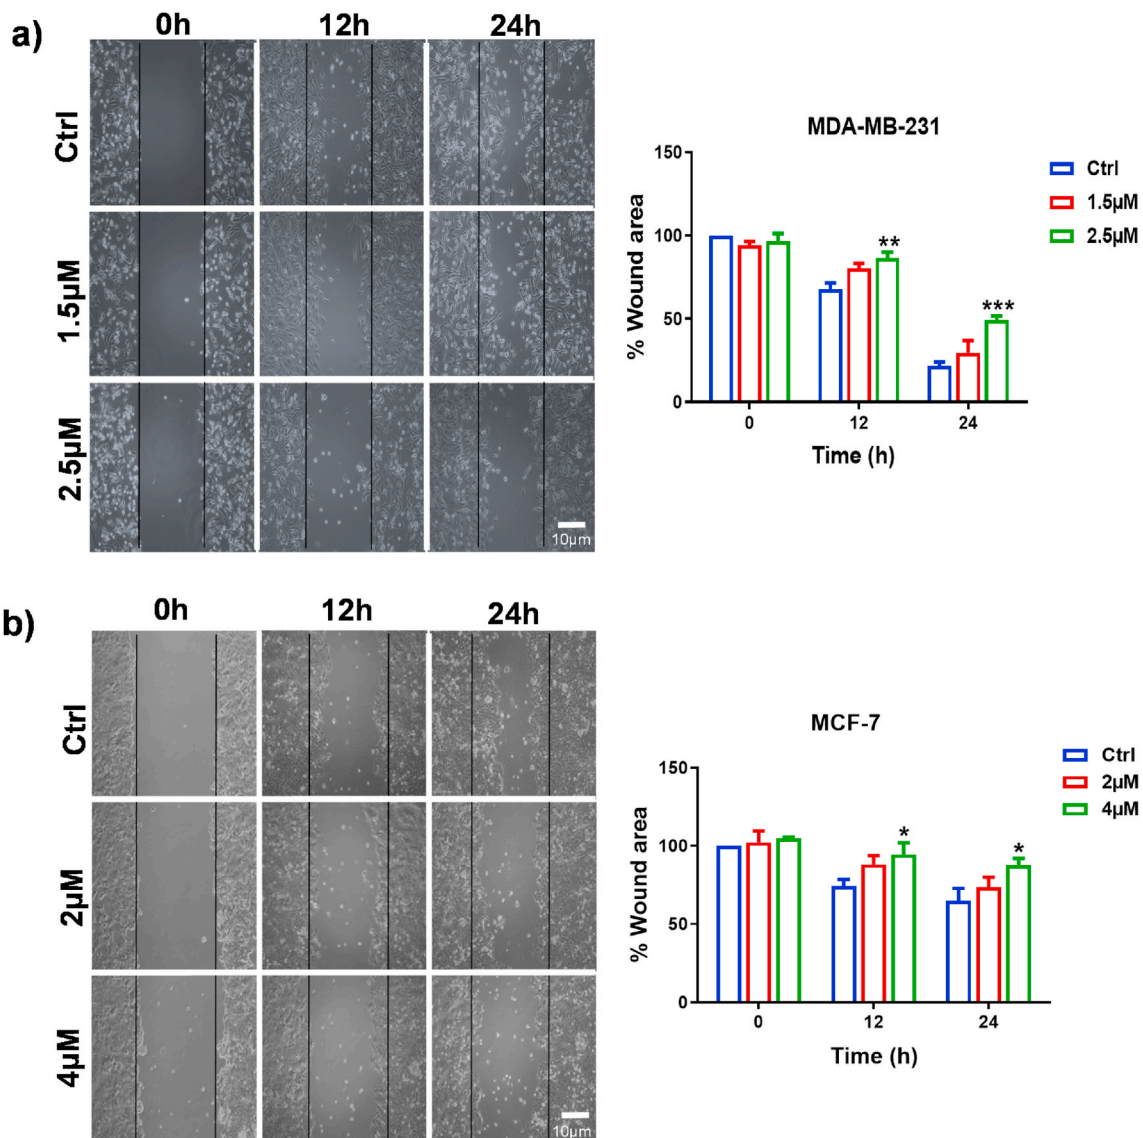 a)
0h
12h
24h
Ctrl
1.5µM
2.5µM
10µm
MDA-MB-231
150
100
50
0
% Wound area
**
***
0
12
24
Time (h)
Ctrl
1.5µM
2.5µM
b)
0h
12h
24h
Ctrl
2µM
4µM
10µm
MCF-7
150
100
50
0
% Wound area
*
*
0
12
24
Time (h)
Ctrl
2µM
4µM